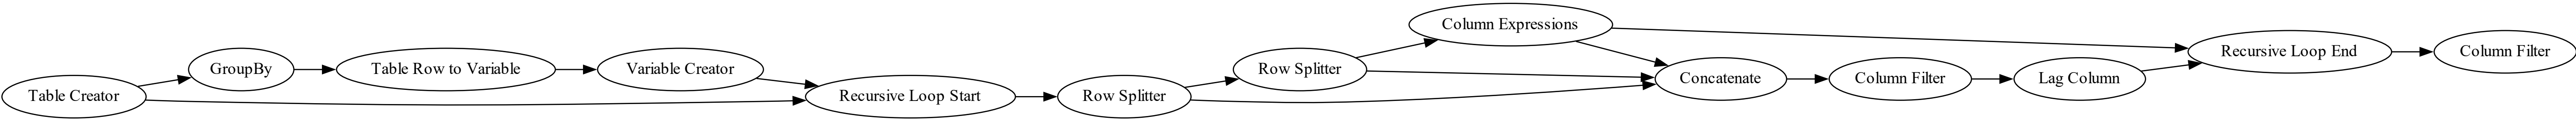 Table Creator
GroupBy
Table Row to Variable
Variable Creator
Recursive Loop Start
Row Splitter
Row Splitter
Column Expressions
Concatenate
Column Filter
Lag Column
Recursive Loop End
Column Filter